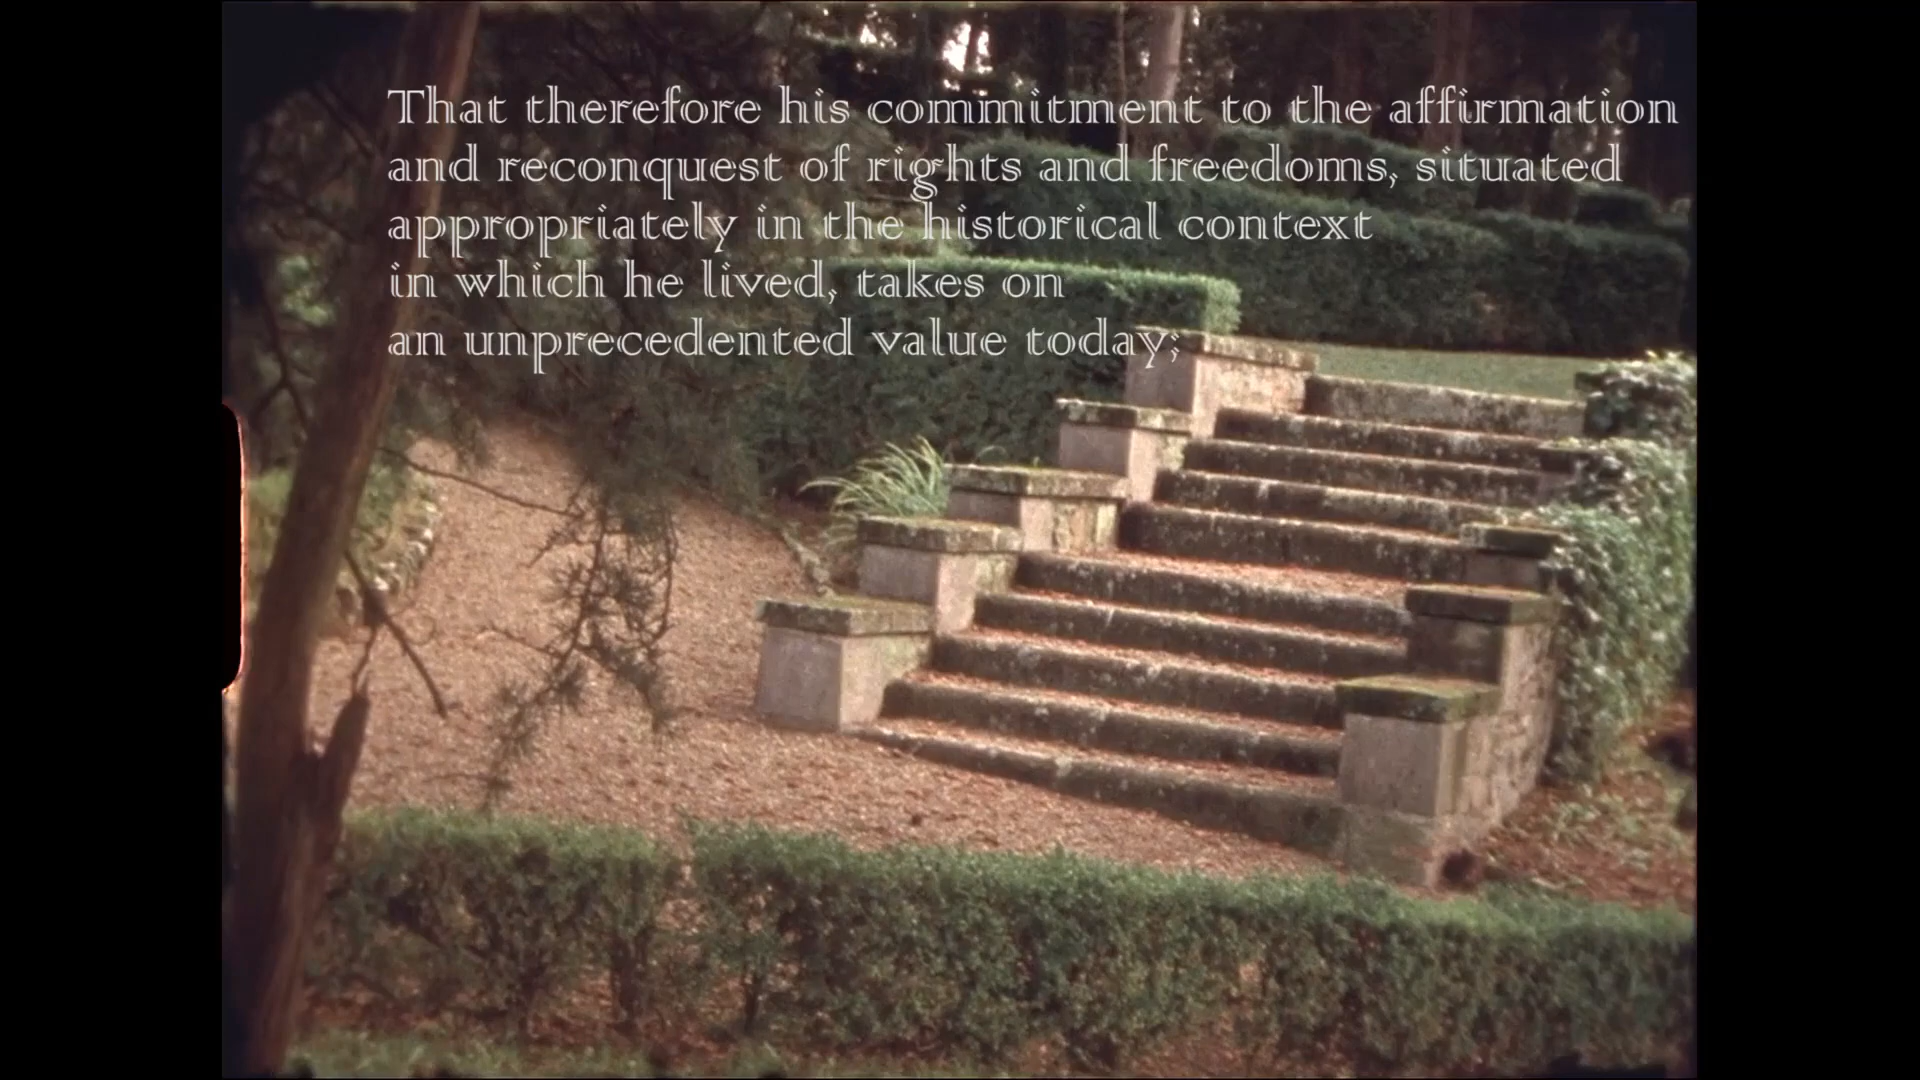 That therefore his commitment to the affirmation
and reconquest of rights and freedoms, situated
appropriately in the historical context
in which he lived, takes on
an unprecedented value today;